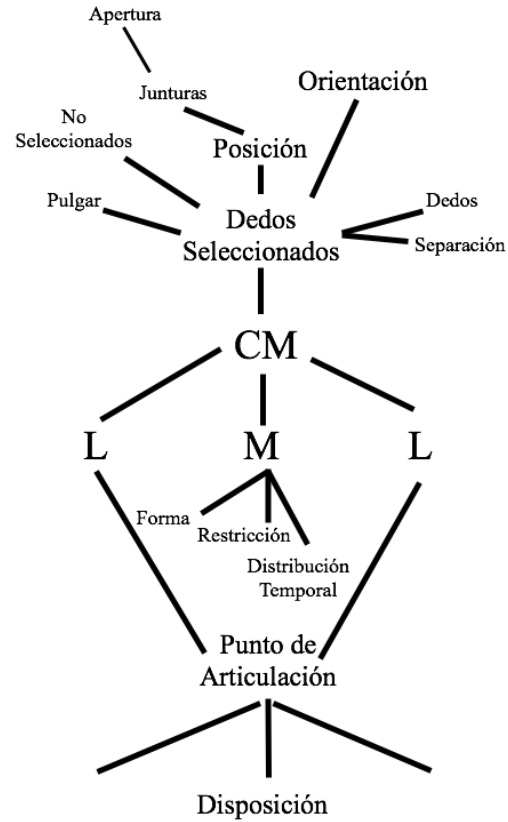 Apertura
Orientación
Junturas
No
Seleccionados
Posición
Pulgar
Dedos
Dedos
Seleccionados
Separación
CM
L
M
L
Forma
Restricción
Distribución
Temporal
Punto de
Articulación
Disposición